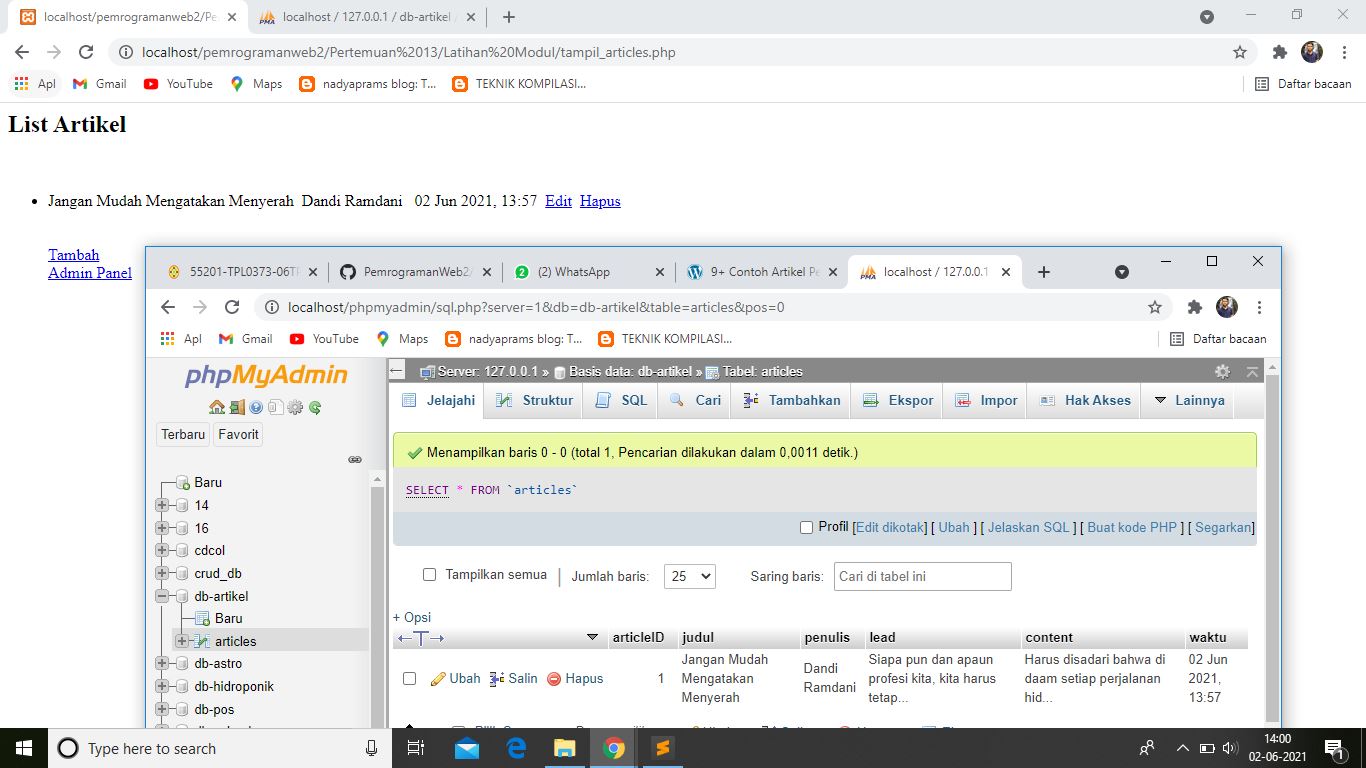 localhost/pemrogramanweb2/Pe
localhost / 127.0.0.1 / db-artikel
localhost/pemrogramanweb2/Pertemuan%2013/Latihan%20Modul/tampil_articles.php
Apl Gmail YouTube Maps nadyaprams blog: T... TEKNIK KOMPILASI... Daftar bacaan
List Artikel
Jangan Mudah Mengatakan Menyerah Dandi Ramdani 02 Jun 2021, 13:57 Edit Hapus
Tambah
Admin Panel
55201-TPL0373-06TP PemrogramanWeb2/ (2) WhatsApp 9+ Contoh Artikel Pe localhost / 127.0.0.1
localhost/phpmyadmin/sql.php?server=1&db=db-artikel&table=articles&pos=0
Apl Gmail YouTube Maps nadyaprams blog: T... TEKNIK KOMPILASI... Daftar bacaan
phpMyAdmin
Terbaru Favorit
Baru
14
16
cdcol
crud_db
db-artikel
Baru
articles
db-astro
db-hidroponik
db-pos
Server: 127.0.0.1 » Basis data: db-artikel » Tabel: articles
Jelajahi Struktur SQL Cari Tambahkan Ekspor Impor Hak Akses Lainnya
Menampilkan baris 0 - 0 (total 1, Pencarian dilakukan dalam 0,0011 detik.)
SELECT * FROM `articles`
Profil [Edit dikotak] [ Ubah ] [ Jelaskan SQL ] [ Buat kode PHP ] [ Segarkan]
Tampilkan semua | Jumlah baris: 25 Saring baris: Cari di tabel ini
+ Opsi
articleID judul penulis lead content waktu
Ubah Salin Hapus 1
Jangan Mudah
Mengatakan
Menyerah
Dandi
Ramdani
Siapa pun dan apaun
profesi kita, kita harus
tetap...
Harus disadari bahwa di
daam setiap perjalanan
hid...
02 Jun
2021,
13:57
Type here to search
14:00
02-06-2021
1